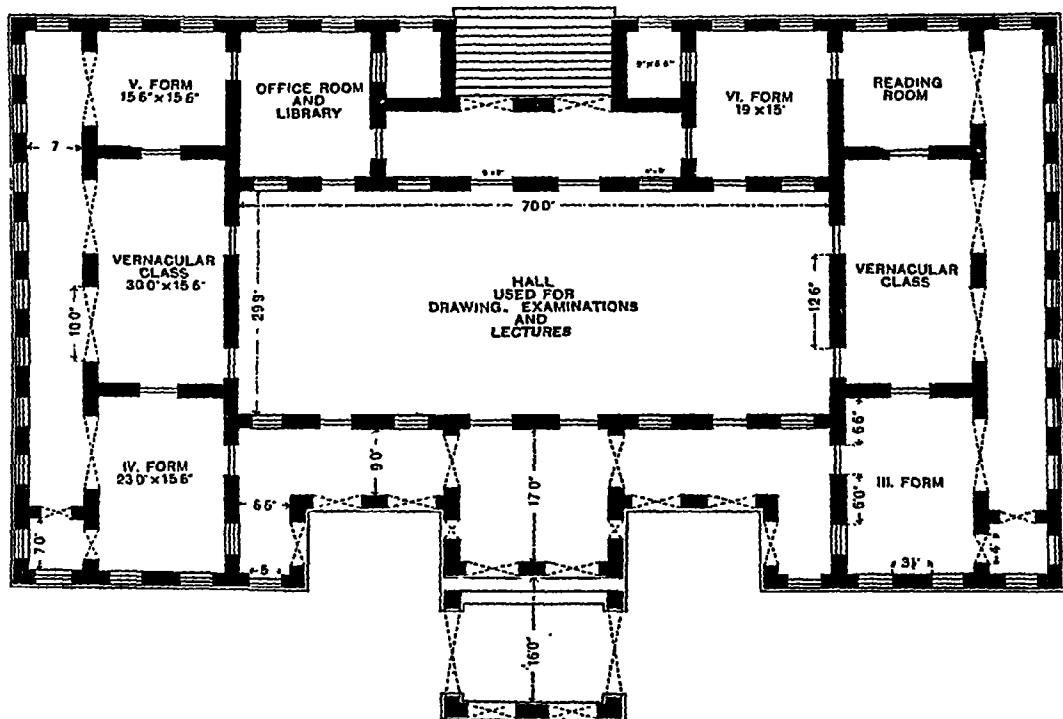 V. FORM
15 6" × 15 6"
OFFICE ROOM
AND
LIBRARY
VI. FORM
19 × 15'
READING
ROOM
7
70 0"
VERNACULAR
CLASS
30 0" × 15 6"
10 0"
29 9"
HALL
USED FOR
DRAWING. EXAMINATIONS
AND
LECTURES
12 6"
VERNACULAR
CLASS
IV. FORM
23 0" × 15 6"
9 0"
17 0"
6 6"
6 6"
6 0"
III. FORM
7 0"
5
3½'
4'
16 0"